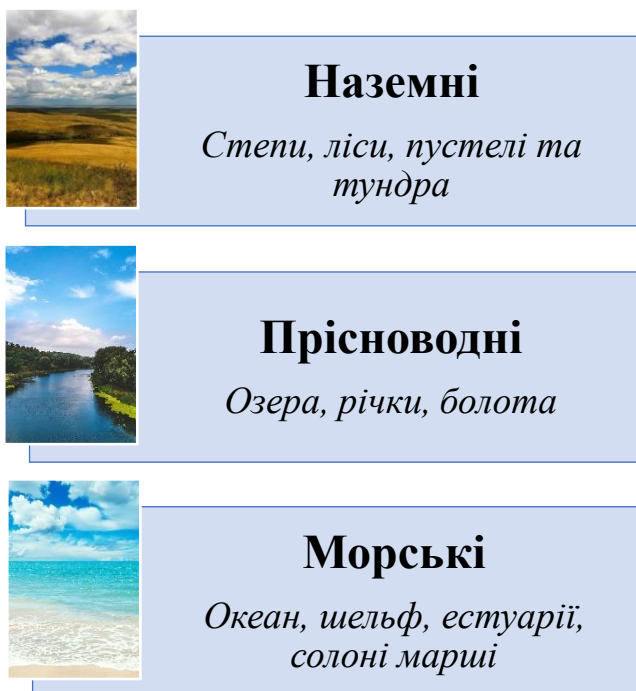 Наземні
Степи, ліси, пустелі та
тундра
Прісноводні
Озера, річки, болота
Морські
Океан, шельф, естуарії,
солоні марші